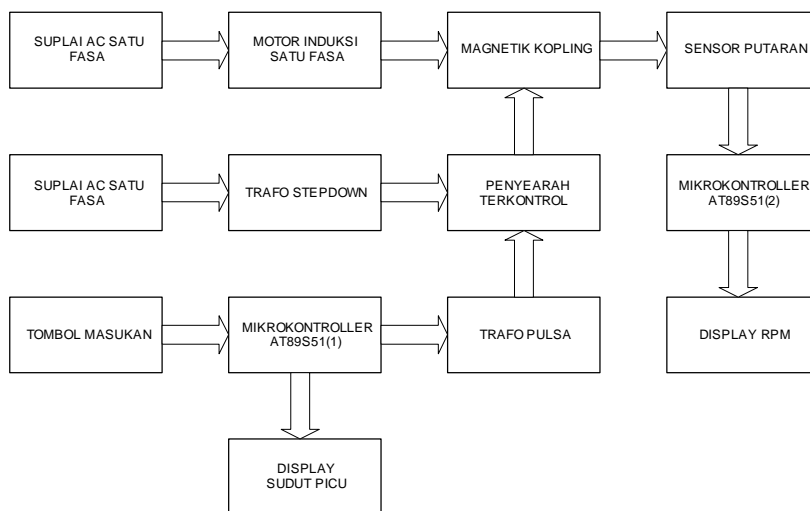 SUPLAI AC SATU
FASA
MOTOR INDUKSI
SATU FASA
MAGNETIK KOPLING
SENSOR PUTARAN
SUPLAI AC SATU
FASA
TRAFO STEPDOWN
PENYEARAH
TERKONTROL
MIKROKONTROLLER
AT89S51(2)
TOMBOL MASUKAN
MIKROKONTROLLER
AT89S51(1)
TRAFO PULSA
DISPLAY RPM
DISPLAY
SUDUT PICU